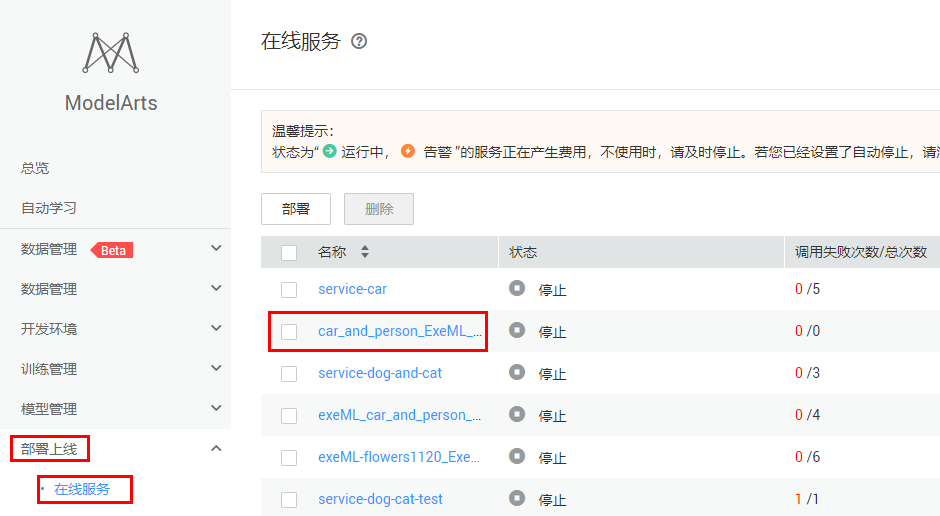 ModelArts
总览
自动学习
数据管理 Beta
数据管理
开发环境
训练管理
模型管理
部署上线
在线服务
在线服务 ?
温馨提示：
状态为“ 运行中， 告警 ”的服务正在产生费用，不使用时，请及时停止。若您已经设置了自动停止，请
部署 删除
名称 状态 调用失败次数/总次数
service-car 停止 0 /5
car_and_person_ExeML_... 停止 0 /0
service-dog-and-cat 停止 0 /3
exeML_car_and_person_... 停止 0 /4
exeML-flowers1120_Exe... 停止 0 /6
service-dog-cat-test 停止 1 /1